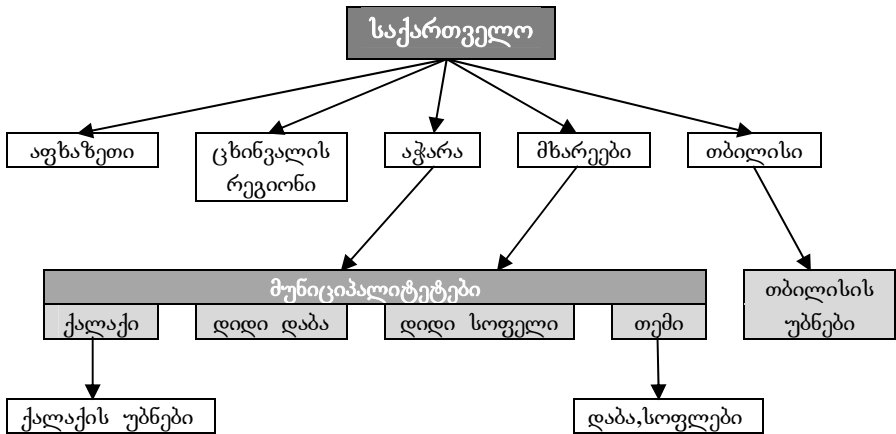 საქართველო
აფხაზეთი
ცხინვალის
რეგიონი
აჭარა
მხარეები
თბილისი
მუნიციპალიტეტები
ქალაქი
დიდი დაბა
დიდი სოფელი
თემი
თბილისის
უბნები
ქალაქის უბნები
დაბა,სოფლები